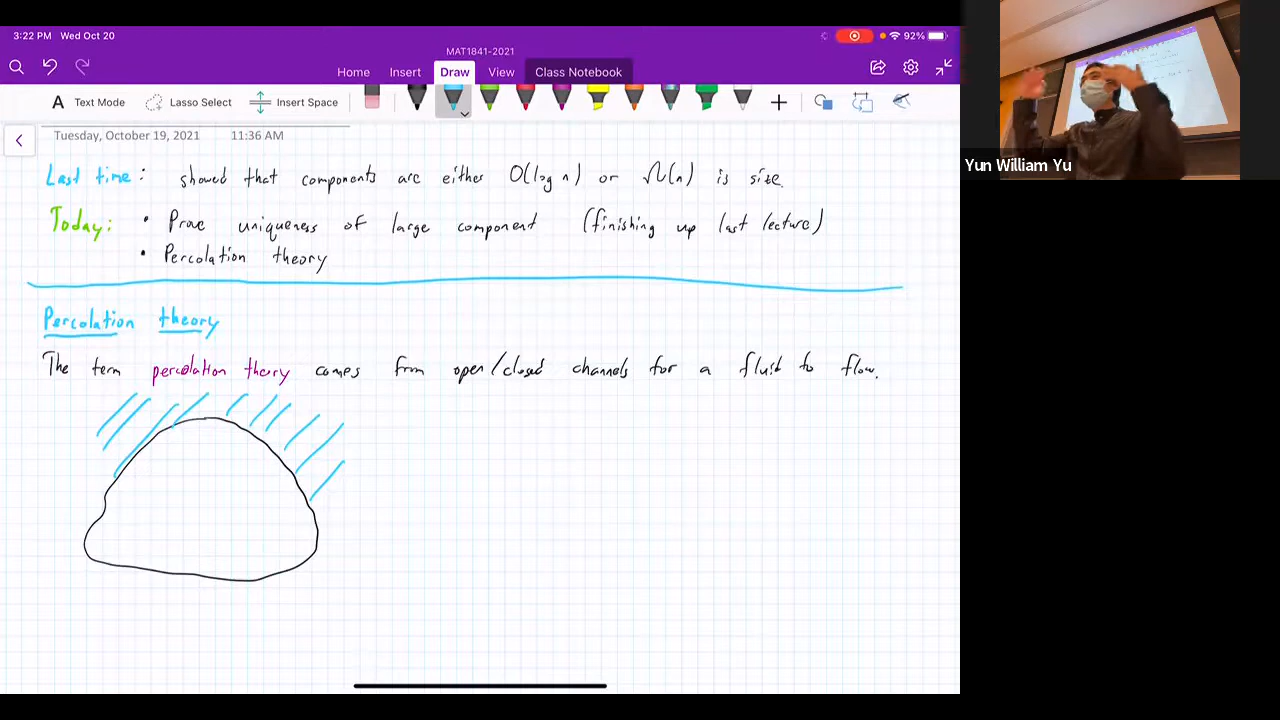 3:22 PM Wed Oct 20
92%
MAT1841-2021
Home Insert Draw View Class Notebook
A Text Mode Lasso Select Insert Space
Tuesday, October 19, 2021 11:36 AM
Last time: showed that components are either O(log n) or Ω(n) is size.
Today: • Prove uniqueness of large component (finishing up last lecture)
• Percolation theory
Percolation theory
The term percolation theory comes from open/closed channels for a fluid to flow.
Yun William Yu